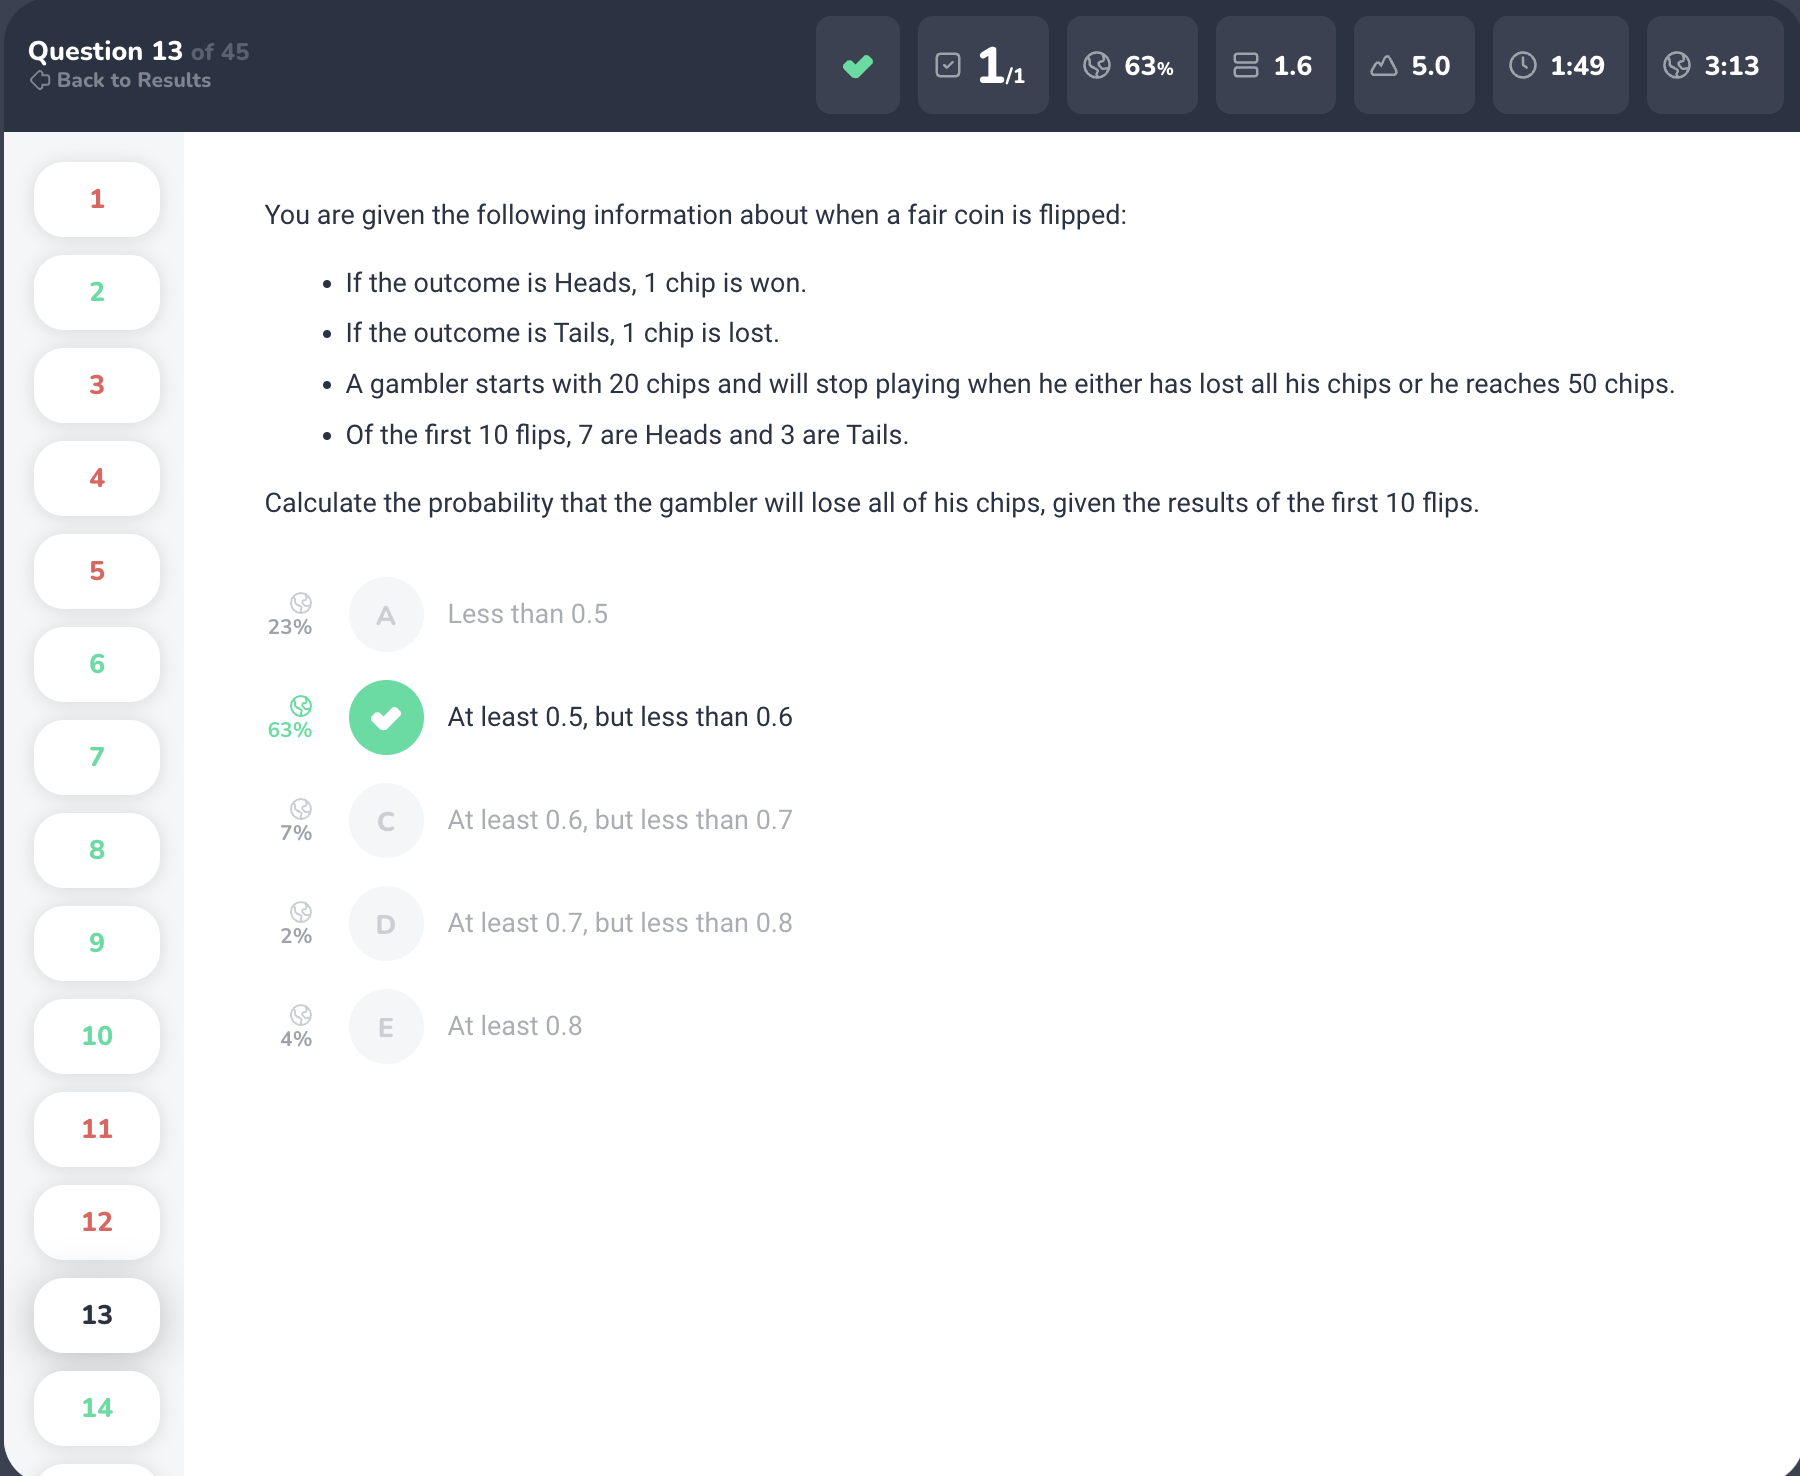 Question 13 of 45
Back to Results
1/1
63%
1.6
5.0
1:49
3:13
1
2
3
4
5
6
7
8
9
10
11
12
13
14
You are given the following information about when a fair coin is flipped:
• If the outcome is Heads, 1 chip is won.
• If the outcome is Tails, 1 chip is lost.
• A gambler starts with 20 chips and will stop playing when he either has lost all his chips or he reaches 50 chips.
• Of the first 10 flips, 7 are Heads and 3 are Tails.
Calculate the probability that the gambler will lose all of his chips, given the results of the first 10 flips.
23% A Less than 0.5
63% At least 0.5, but less than 0.6
7% C At least 0.6, but less than 0.7
2% D At least 0.7, but less than 0.8
4% E At least 0.8